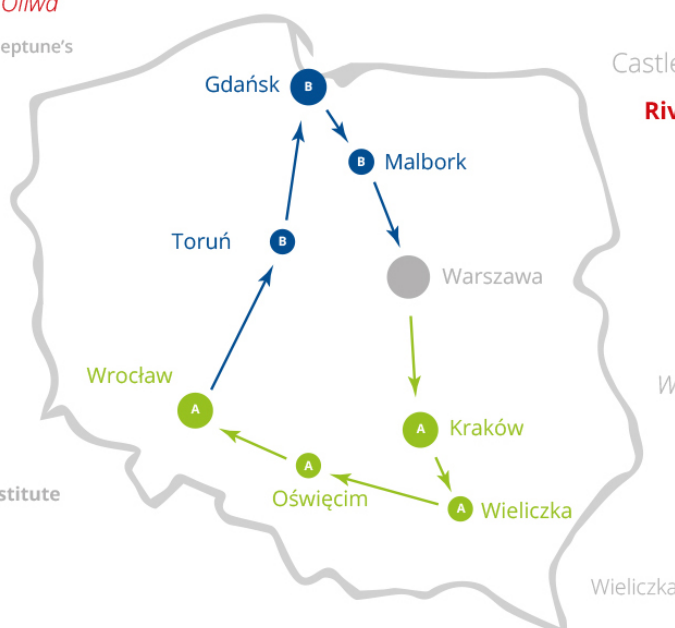 Oliwa
eptune's
Castle
Riv
Gdańsk B
B Malbork
Toruń B
Warszawa
Wrocław
A
A Kraków
A
Oświęcim
A Wieliczka
W
stitute
Wieliczka